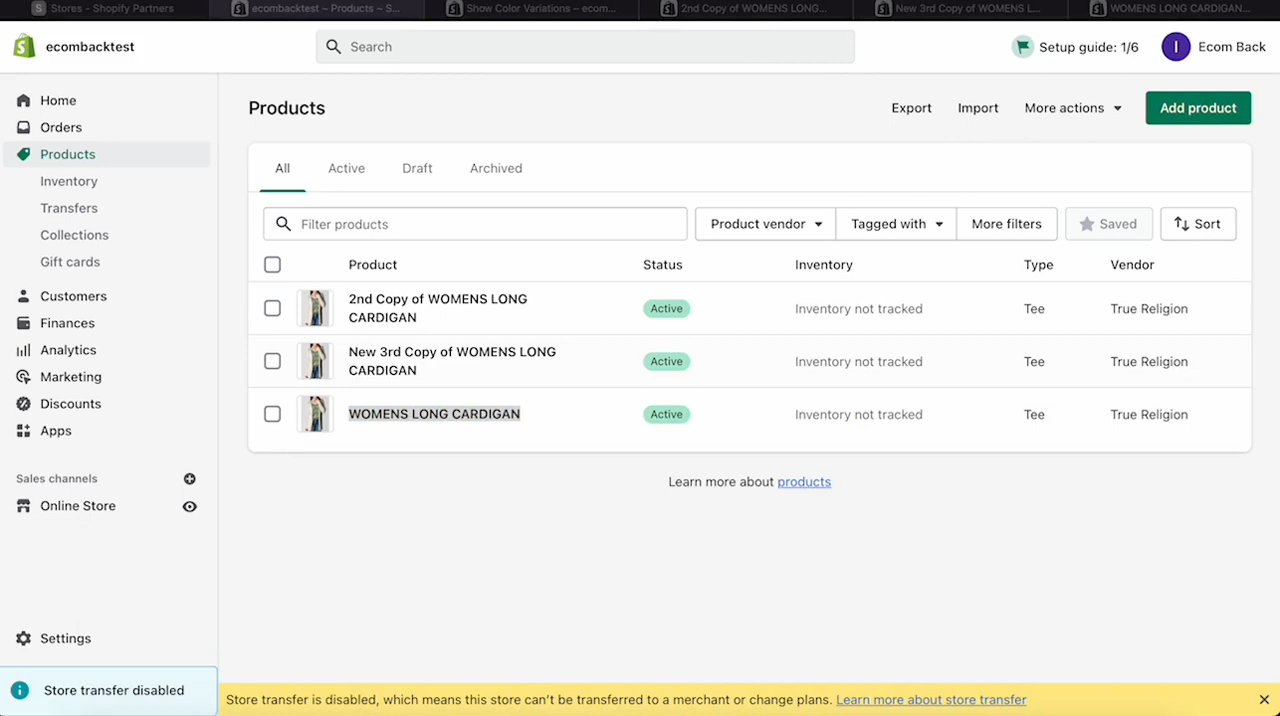 Stores - Shopify Partners
ecombacktest – Products – S...
Show Color Variations – ecom...
2nd Copy of WOMENS LONG...
New 3rd Copy of WOMENS L...
WOMENS LONG CARDIGAN...
ecombacktest
Search
Setup guide: 1/6
I
Ecom Back
Home
Orders
Products
Inventory
Transfers
Collections
Gift cards
Customers
Finances
Analytics
Marketing
Discounts
Apps
Sales channels
Online Store
Settings
Store transfer disabled
Products
Export
Import
More actions
Add product
All
Active
Draft
Archived
Filter products
Product vendor
Tagged with
More filters
Saved
Sort
Product
Status
Inventory
Type
Vendor
2nd Copy of WOMENS LONG
CARDIGAN
Active
Inventory not tracked
Tee
True Religion
New 3rd Copy of WOMENS LONG
CARDIGAN
Active
Inventory not tracked
Tee
True Religion
WOMENS LONG CARDIGAN
Active
Inventory not tracked
Tee
True Religion
Learn more about products
Store transfer is disabled, which means this store can't be transferred to a merchant or change plans. Learn more about store transfer